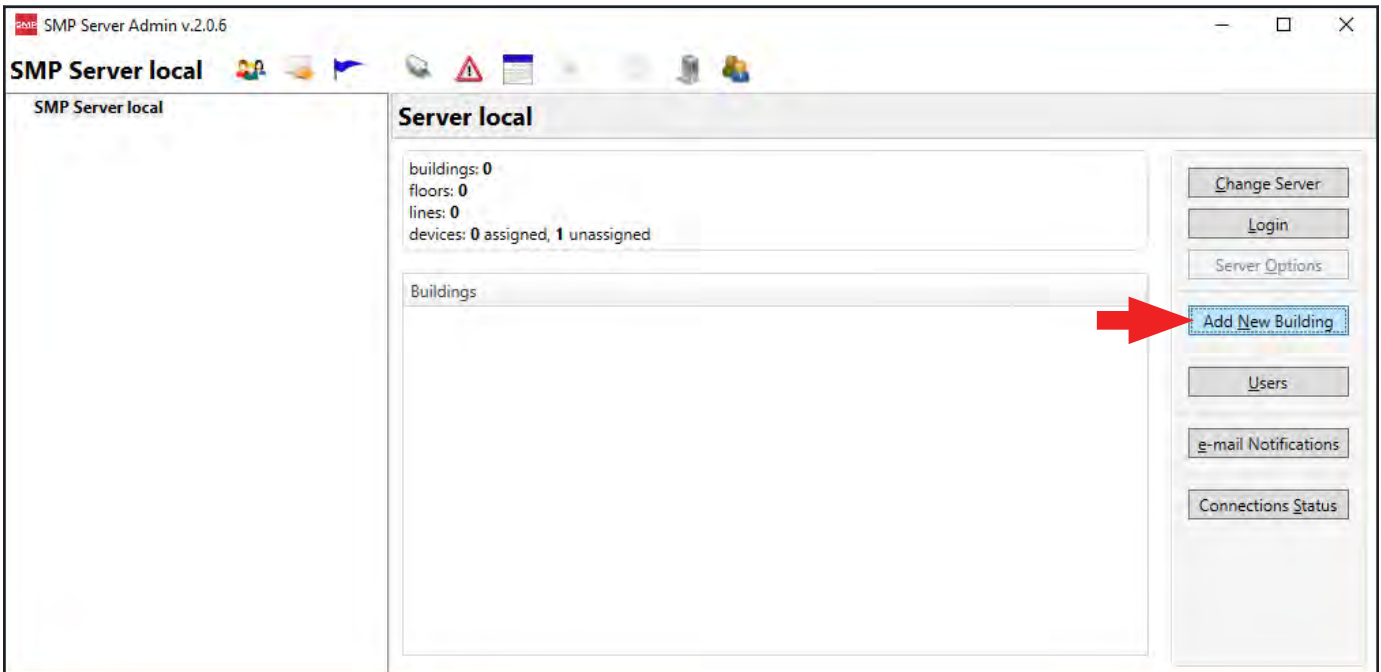 SMP SMP Server Admin v.2.0.6
SMP Server local
SMP Server local
Server local
buildings: 0
floors: 0
lines: 0
devices: 0 assigned, 1 unassigned
Buildings
Change Server
Login
Server Options
Add New Building
Users
e-mail Notifications
Connections Status